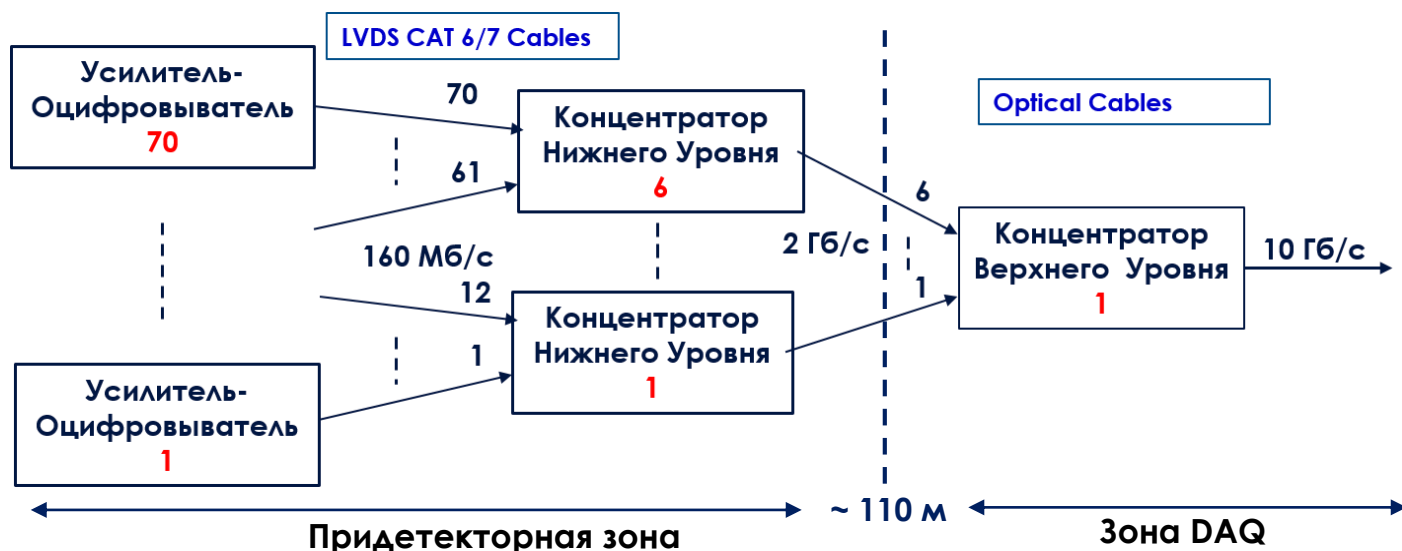 LVDS CAT 6/7 Cables
Усилитель-
Оцифровыватель
70
70
61
Концентратор
Нижнего Уровня
6
Optical Cables
6
160 Мб/с
2 Гб/с
12
1
Концентратор
Нижнего Уровня
1
1
Концентратор
Верхнего Уровня
1
10 Гб/с
Усилитель-
Оцифровыватель
1
~ 110 м
Придетекторная зона
Зона DAQ